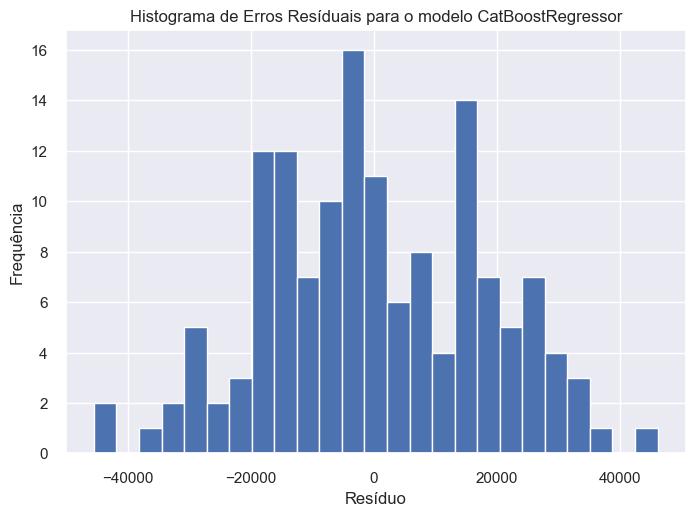 Histograma de Erros Resíduais para o modelo CatBoostRegressor
16
14
12
10
8
6
4
2
0
Frequência
−40000 −20000 0 20000 40000
Resíduo